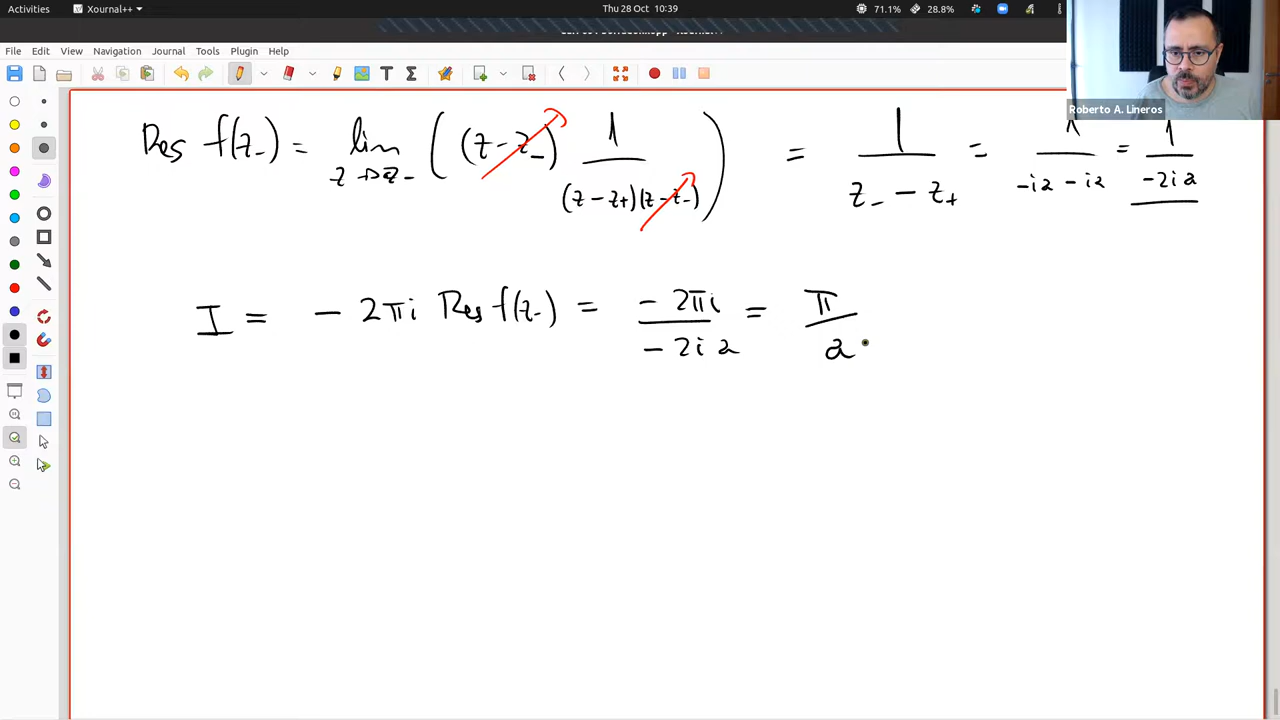 Activities Xournal++ Thu 28 Oct 10:39 71.1% 28.8%
File Edit View Navigation Journal Tools Plugin Help
Roberto A. Lineros
Res f(z₋) = lim z→z₋ ( (z - z₋) 1 / (z - z₊)(z - z₋) ) = 1 / z₋ - z₊ = 1 / -ia - ia = 1 / -2ia
I = - 2πi Res f(z₋) = - 2πi / - 2i a = π / a